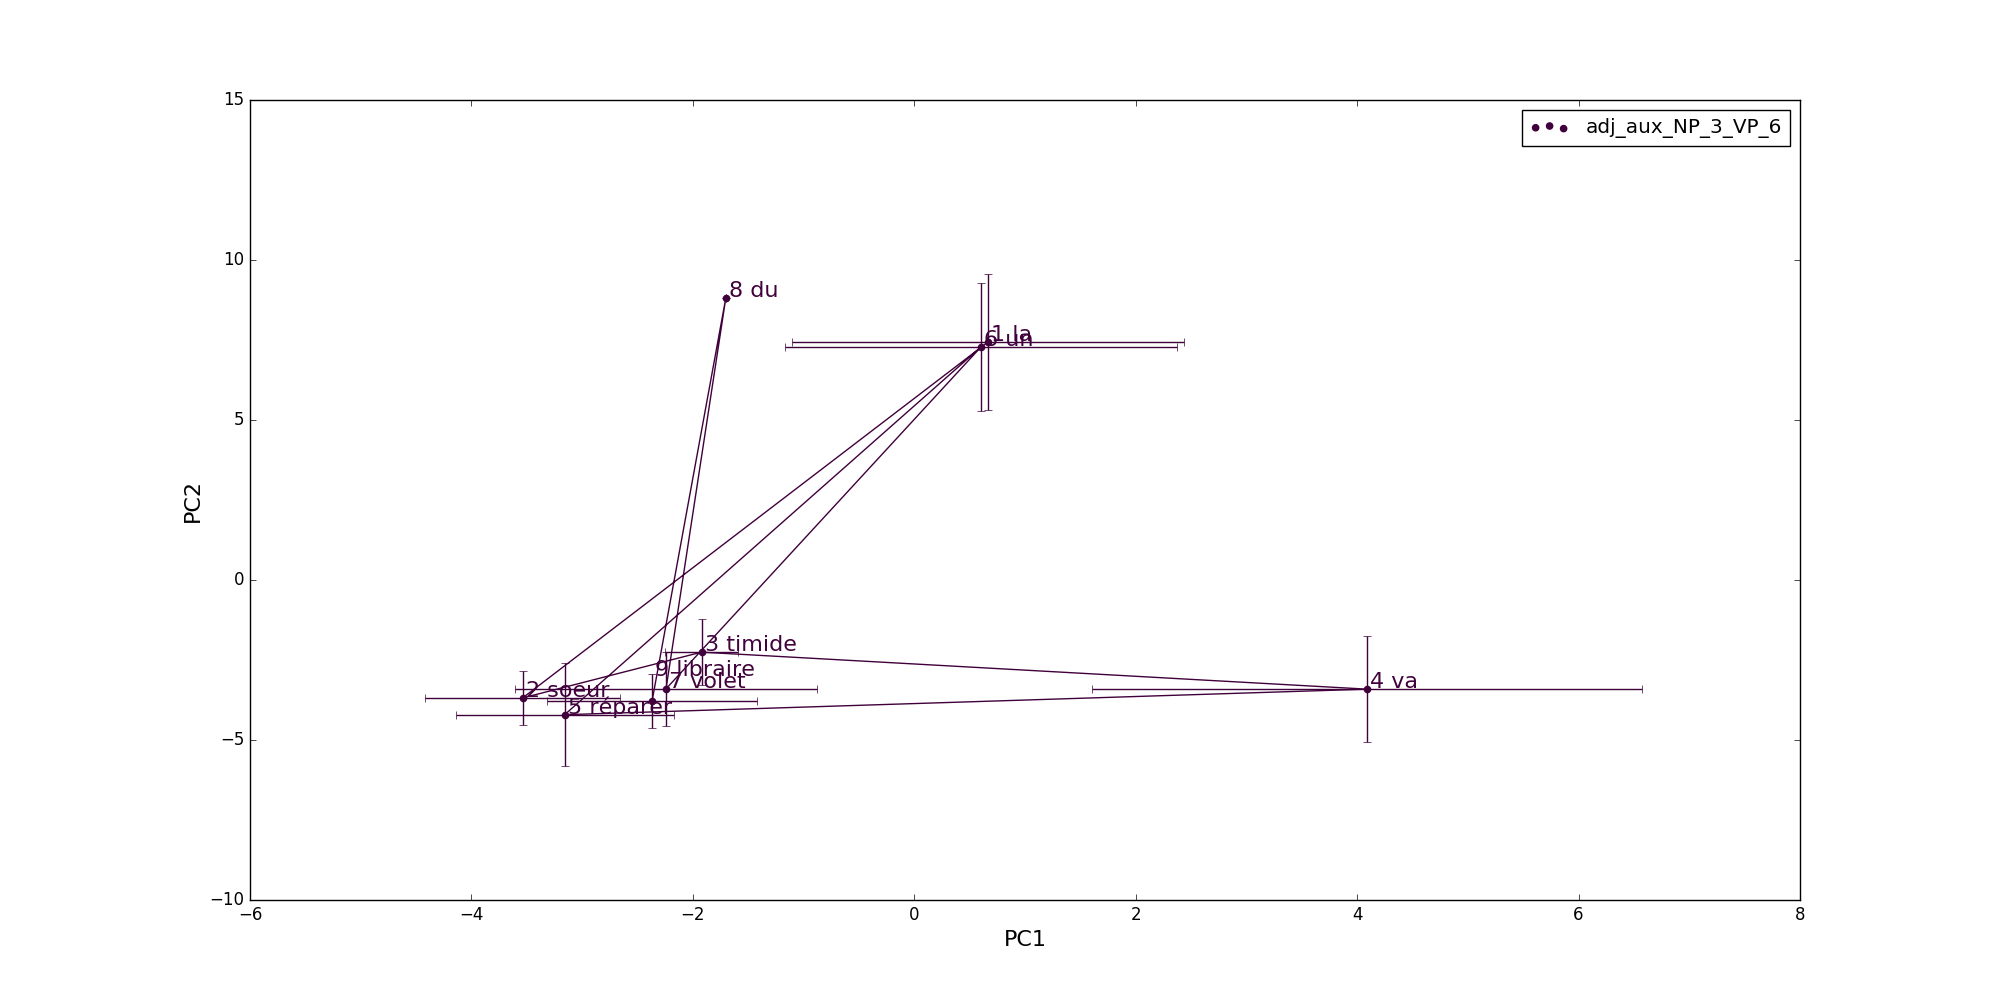 15
adj_aux_NP_3_VP_6
10
8 du
1 la
6 un
5
PC2
0
3 timide
9 libraire
7 volet
4 va
2 soeur
5 réparer
−5
−10
−6 −4 −2 0 2 4 6 8
PC1